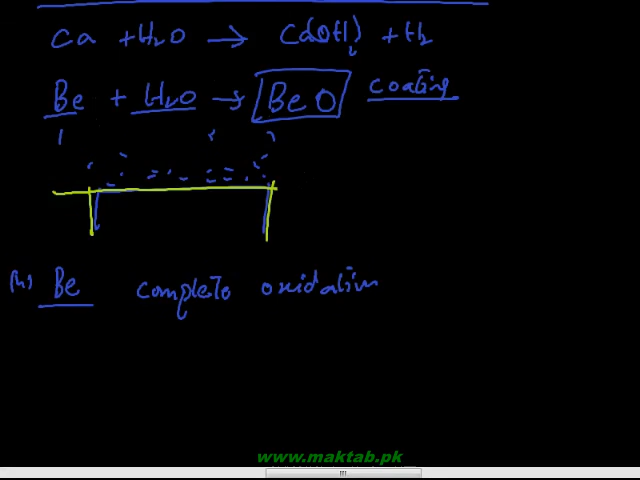 Ca + H2O → Ca(OH)2 + H2
Be + H2O → BeO coating
Be complete oxidation
www.maktab.pk